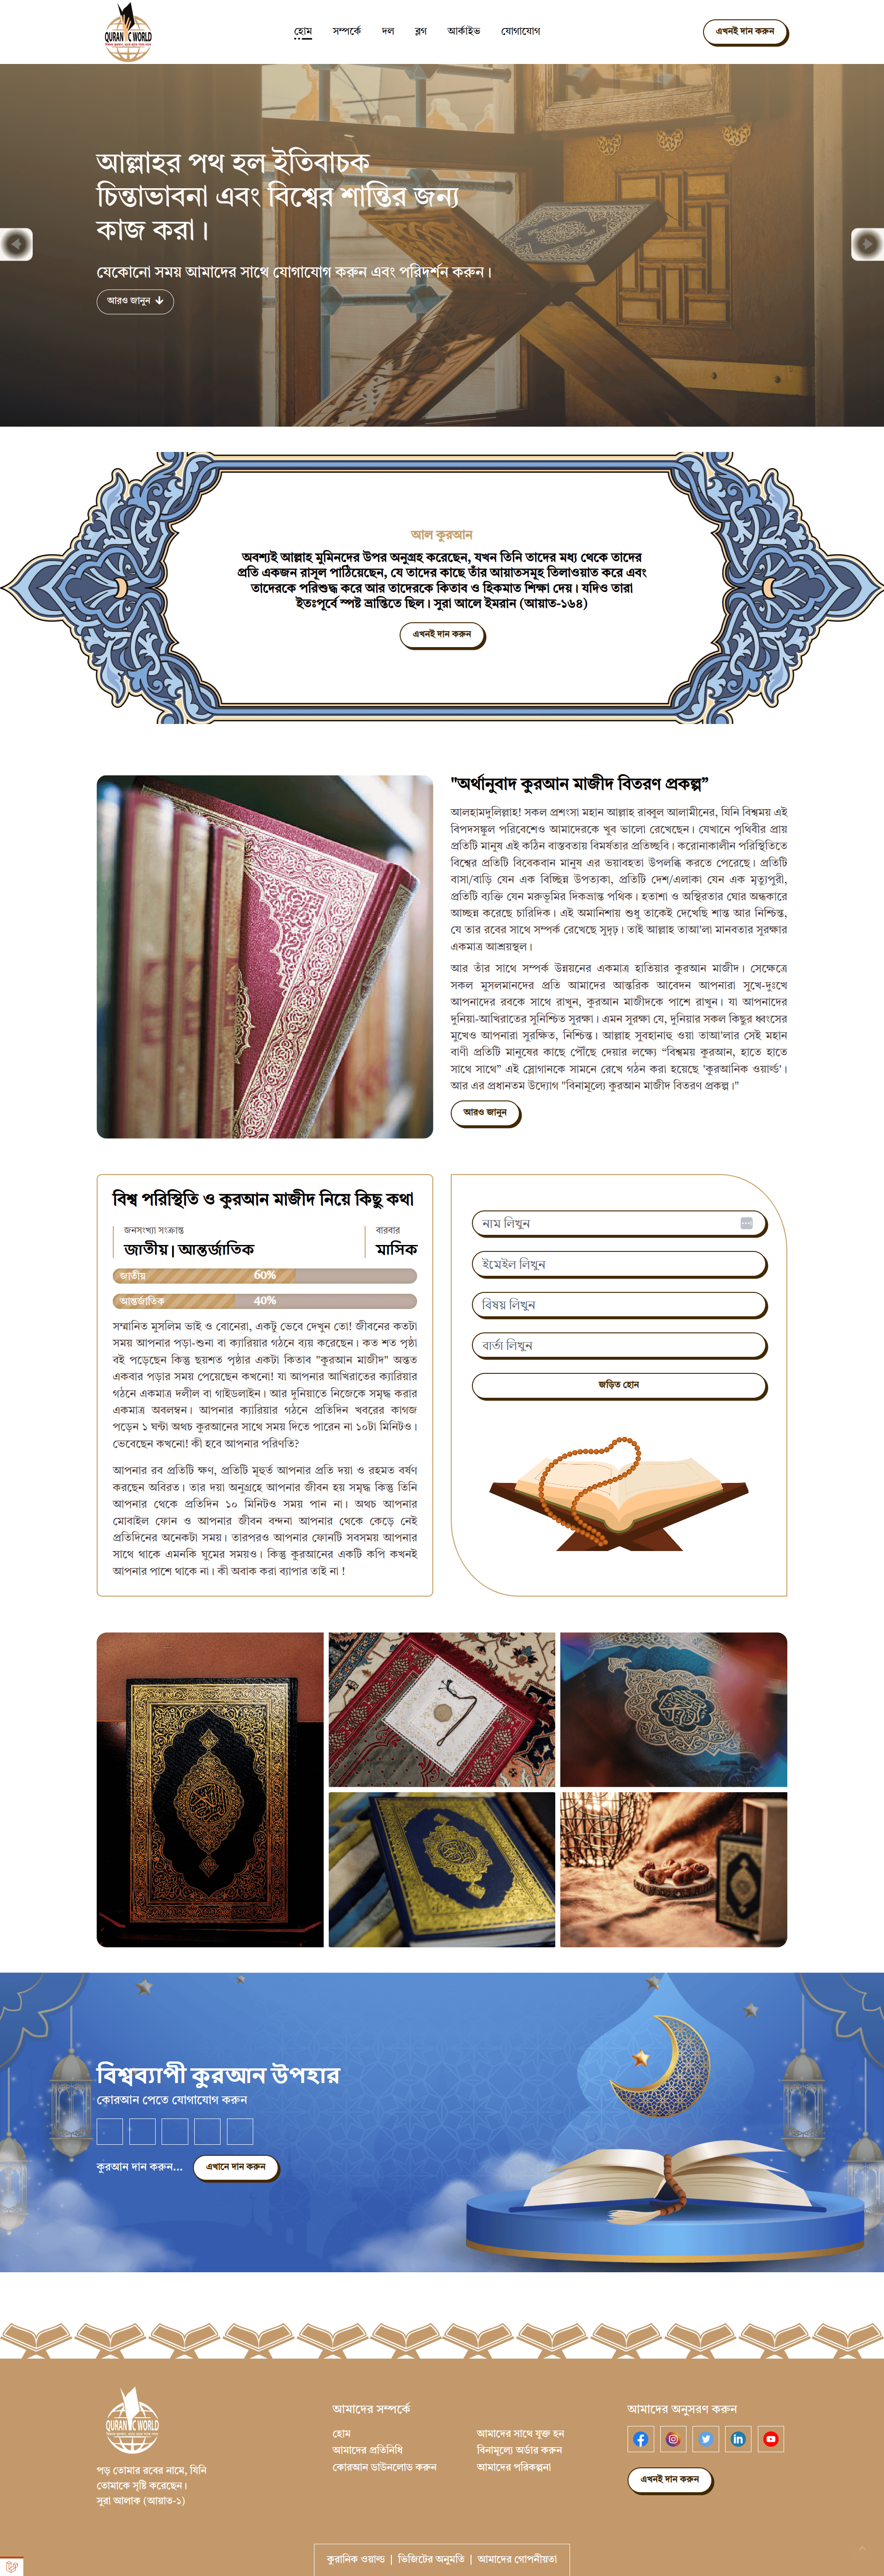 QURANIC WORLD
হোম
সম্পর্কে
দল
ব্লগ
আর্কাইভ
যোগাযোগ
এখনই দান করুন
আল্লাহর পথ হল ইতিবাচক
চিন্তাভাবনা এবং বিশ্বের শান্তির জন্য
কাজ করা।
যেকোনো সময় আমাদের সাথে যোগাযোগ করুন এবং পরিদর্শন করুন।
আরও জানুন
আল কুরআন
অবশ্যই আল্লাহ মুমিনদের উপর অনুগ্রহ করেছেন, যখন তিনি তাদের মধ্য থেকে তাদের
প্রতি একজন রাসূল পাঠিয়েছেন, যে তাদের কাছে তাঁর আয়াতসমূহ তিলাওয়াত করে এবং
তাদেরকে পরিশুদ্ধ করে আর তাদেরকে কিতাব ও হিকমাত শিক্ষা দেয়। যদিও তারা
ইতঃপূর্বে স্পষ্ট ভ্রান্তিতে ছিল। সুরা আলে ইমরান (আয়াত-১৬৪)
এখনই দান করুন
"অর্থানুবাদ কুরআন মাজীদ বিতরণ প্রকল্প”
আলহামদুলিল্লাহ! সকল প্রশংসা মহান আল্লাহ রাব্বুল আলামীনের, যিনি বিশ্বময় এই
বিপদসঙ্কুল পরিবেশেও আমাদেরকে খুব ভালো রেখেছেন। যেখানে পৃথিবীর প্রায়
প্রতিটি মানুষ এই কঠিন বাস্তবতায় বিমর্ষতার প্রতিচ্ছবি। করোনাকালীন পরিস্থিতিতে
বিশ্বের প্রতিটি বিবেকবান মানুষ এর ভয়াবহতা উপলব্ধি করতে পেরেছে। প্রতিটি
বাসা/বাড়ি যেন এক বিচ্ছিন্ন উপত্যকা, প্রতিটি দেশ/এলাকা যেন এক মৃত্যুপুরী,
প্রতিটি ব্যক্তি যেন মরুভূমির দিকভ্রান্ত পথিক। হতাশা ও অস্থিরতার ঘোর অন্ধকারে
আচ্ছন্ন করেছে চারিদিক। এই অমানিশায় শুধু তাকেই দেখেছি শান্ত আর নিশ্চিন্ত,
যে তার রবের সাথে সম্পর্ক রেখেছে সুদৃঢ়। তাই আল্লাহ তাআ'লা মানবতার সুরক্ষার
একমাত্র আশ্রয়স্থল।
আর তাঁর সাথে সম্পর্ক উন্নয়নের একমাত্র হাতিয়ার কুরআন মাজীদ। সেক্ষেত্রে
সকল মুসলমানদের প্রতি আমাদের আন্তরিক আবেদন আপনারা সুখে-দুঃখে
আপনাদের রবকে সাথে রাখুন, কুরআন মাজীদকে পাশে রাখুন। যা আপনাদের
দুনিয়া-আখিরাতের সুনিশ্চিত সুরক্ষা। এমন সুরক্ষা যে, দুনিয়ার সকল কিছুর ধ্বংসের
মুখেও আপনারা সুরক্ষিত, নিশ্চিন্ত। আল্লাহ সুবহানাহু ওয়া তাআ'লার সেই মহান
বাণী প্রতিটি মানুষের কাছে পৌঁছে দেয়ার লক্ষ্যে “বিশ্বময় কুরআন, হাতে হাতে
সাথে সাথে” এই স্লোগানকে সামনে রেখে গঠন করা হয়েছে 'কুরআনিক ওয়ার্ল্ড'।
আর এর প্রধানতম উদ্যোগ "বিনামূল্যে কুরআন মাজীদ বিতরণ প্রকল্প।"
আরও জানুন
বিশ্ব পরিস্থিতি ও কুরআন মাজীদ নিয়ে কিছু কথা
জনসংখ্যা সংক্রান্ত
জাতীয়। আন্তর্জাতিক
বারবার
মাসিক
জাতীয় 60%
আন্তর্জাতিক 40%
সম্মানিত মুসলিম ভাই ও বোনেরা, একটু ভেবে দেখুন তো! জীবনের কতটা
সময় আপনার পড়া-শুনা বা ক্যারিয়ার গঠনে ব্যয় করেছেন। কত শত পৃষ্ঠা
বই পড়েছেন কিন্তু ছয়শত পৃষ্ঠার একটা কিতাব "কুরআন মাজীদ" অন্তত
একবার পড়ার সময় পেয়েছেন কখনো! যা আপনার আখিরাতের ক্যারিয়ার
গঠনে একমাত্র দলীল বা গাইডলাইন। আর দুনিয়াতে নিজেকে সমৃদ্ধ করার
একমাত্র অবলম্বন। আপনার ক্যারিয়ার গঠনে প্রতিদিন খবরের কাগজ
পড়েন ১ ঘন্টা অথচ কুরআনের সাথে সময় দিতে পারেন না ১০টা মিনিটও।
ভেবেছেন কখনো! কী হবে আপনার পরিণতি?
আপনার রব প্রতিটি ক্ষণ, প্রতিটি মূহুর্ত আপনার প্রতি দয়া ও রহমত বর্ষণ
করছেন অবিরত। তার দয়া অনুগ্রহে আপনার জীবন হয় সমৃদ্ধ কিন্তু তিনি
আপনার থেকে প্রতিদিন ১০ মিনিটও সময় পান না। অথচ আপনার
মোবাইল ফোন ও আপনার জীবন বন্দনা আপনার থেকে কেড়ে নেই
প্রতিদিনের অনেকটা সময়। তারপরও আপনার ফোনটি সবসময় আপনার
সাথে থাকে এমনকি ঘুমের সময়ও। কিন্তু কুরআনের একটি কপি কখনই
আপনার পাশে থাকে না। কী অবাক করা ব্যাপার তাই না !
নাম লিখুন
ইমেইল লিখুন
বিষয় লিখুন
বার্তা লিখুন
জড়িত হোন
বিশ্বব্যাপী কুরআন উপহার
কোরআন পেতে যোগাযোগ করুন
কুরআন দান করুন...
এখানে দান করুন
QURANIC WORLD
পড় তোমার রবের নামে, যিনি
তোমাকে সৃষ্টি করেছেন।
সুরা আলাক (আয়াত-১)
আমাদের সম্পর্কে
হোম
আমাদের প্রতিনিধি
কোরআন ডাউনলোড করুন
আমাদের সাথে যুক্ত হন
বিনামূল্যে অর্ডার করুন
আমাদের পরিকল্পনা
আমাদের অনুসরণ করুন
এখনই দান করুন
কুরানিক ওয়াল্ড | ভিজিটের অনুমতি | আমাদের গোপনীয়তা